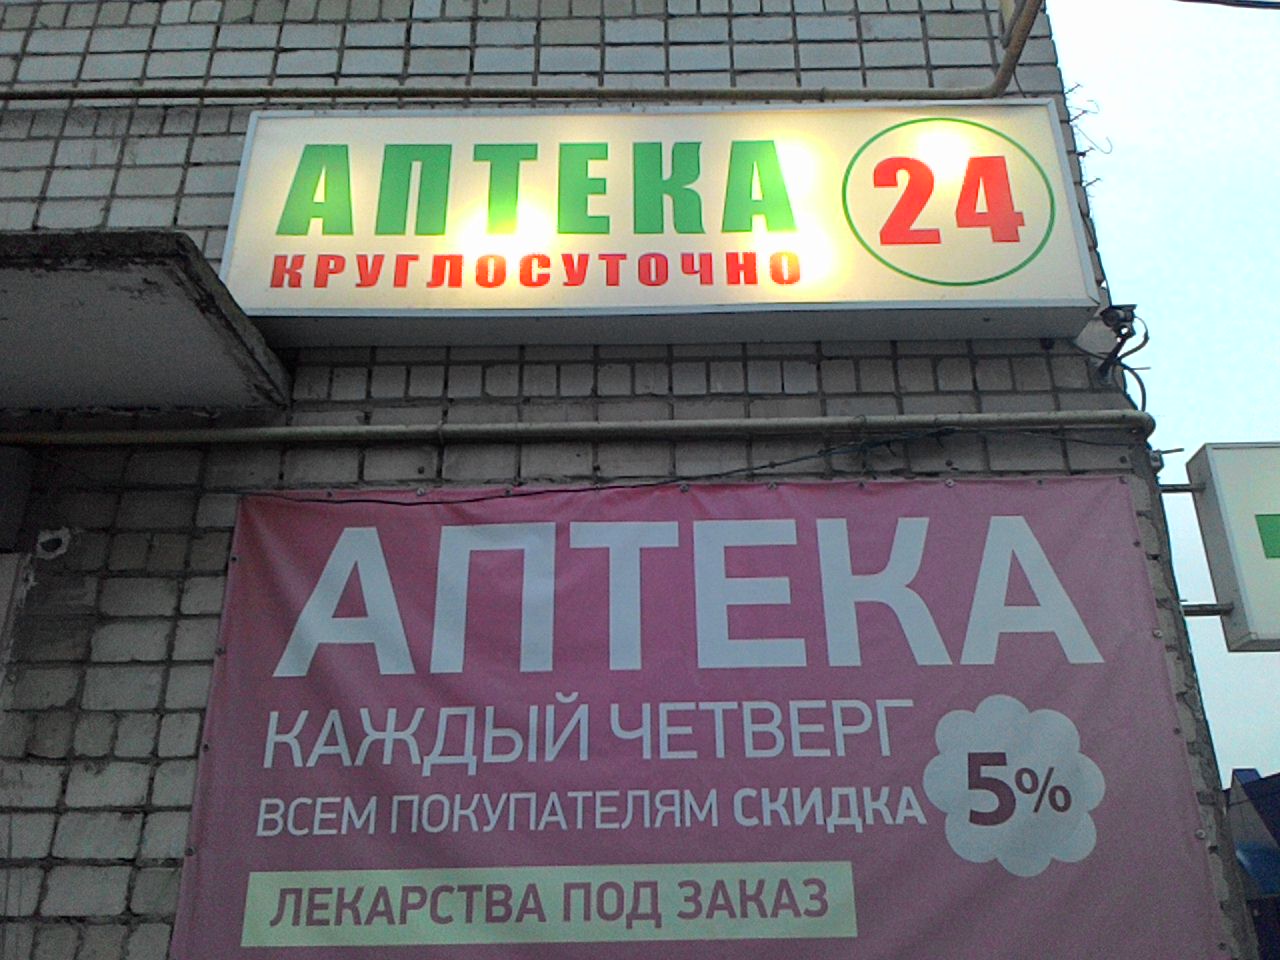 АПТЕКА 24
КРУГЛОСУТОЧНО
АПТЕКА
КАЖДЫЙ ЧЕТВЕРГ
ВСЕМ ПОКУПАТЕЛЯМ СКИДКА 5%
ЛЕКАРСТВА ПОД ЗАКАЗ